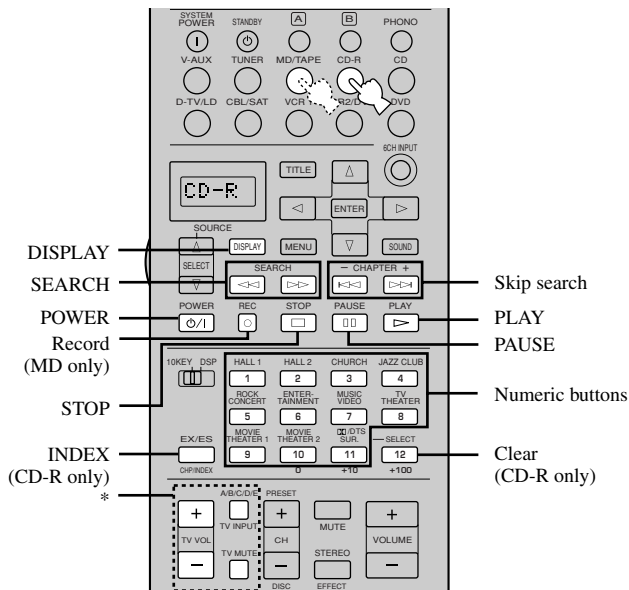 SYSTEM
POWER STANDBY A B PHONO
V-AUX TUNER MD/TAPE CD-R CD
D-TV/LD CBL/SAT VCR R2/D DVD
6CH INPUT
TITLE
CD-R
ENTER
SOURCE
SELECT
DISPLAY MENU SOUND
DISPLAY
SEARCH – CHAPTER +
SEARCH
Skip search
POWER REC STOP PAUSE PLAY
POWER
PLAY
Record
(MD only)
PAUSE
10KEY DSP
HALL 1 HALL 2 CHURCH JAZZ CLUB
1 2 3 4
ROCK CONCERT ENTER-TAINMENT MUSIC VIDEO TV THEATER
5 6 7 8
Numeric buttons
STOP
MOVIE THEATER 1 MOVIE THEATER 2 /DTS SUR. SELECT
EX/ES 9 10 11 12
CHP/INDEX 0 +10 +100
INDEX
(CD-R only)
Clear
(CD-R only)
*
A/B/C/D/E PRESET
+ TV INPUT + MUTE +
TV VOL CH VOLUME
– TV MUTE – STEREO –
DISC EFFECT